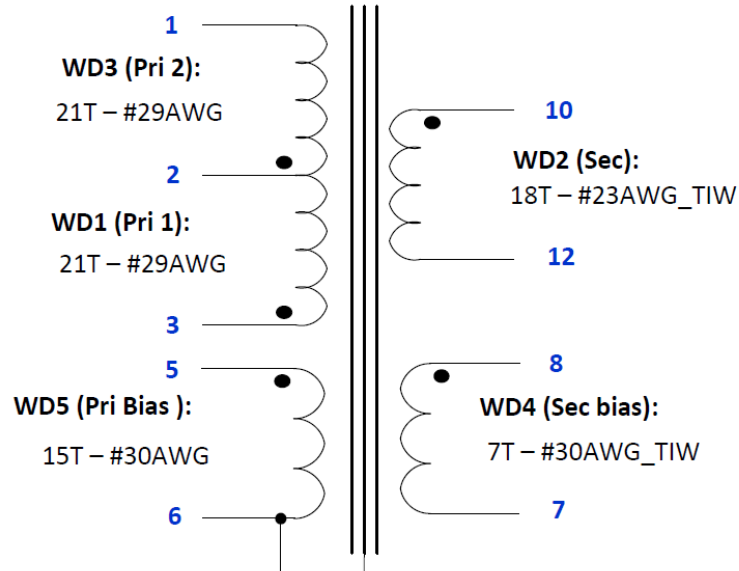 1
WD3 (Pri 2):
21T – #29AWG
2
WD1 (Pri 1):
21T – #29AWG
3
5
WD5 (Pri Bias ):
15T – #30AWG
6
10
WD2 (Sec):
18T – #23AWG_TIW
12
8
WD4 (Sec bias):
7T – #30AWG_TIW
7